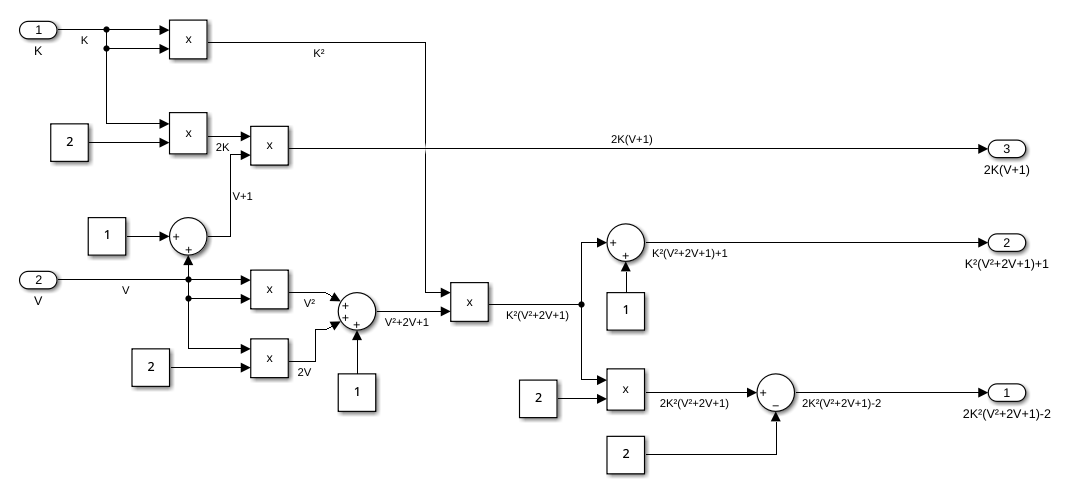 1
K
K
x
K²
2
x
2K
x
2K(V+1)
3
2K(V+1)
V+1
1
+
+
2
V
V
x
V²
+
+
+
V²+2V+1
x
K²(V²+2V+1)
+
+
K²(V²+2V+1)+1
2
K²(V²+2V+1)+1
1
2
x
2V
1
2
x
2K²(V²+2V+1)
+
−
2K²(V²+2V+1)-2
1
2K²(V²+2V+1)-2
2